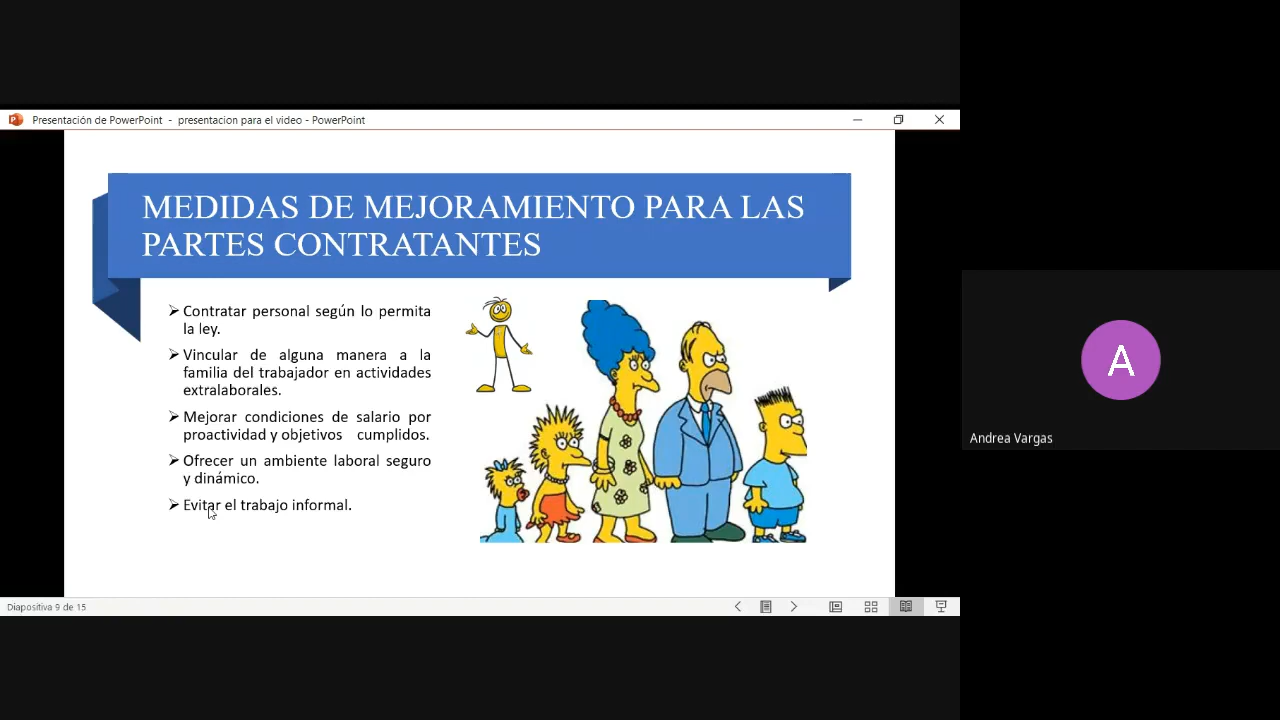 Presentación de PowerPoint - presentacion para el video - PowerPoint
MEDIDAS DE MEJORAMIENTO PARA LAS
PARTES CONTRATANTES
➢ Contratar personal según lo permita
la ley.
➢ Vincular de alguna manera a la
familia del trabajador en actividades
extralaborales.
➢ Mejorar condiciones de salario por
proactividad y objetivos cumplidos.
➢ Ofrecer un ambiente laboral seguro
y dinámico.
➢ Evitar el trabajo informal.
A
Andrea Vargas
Diapositiva 9 de 15